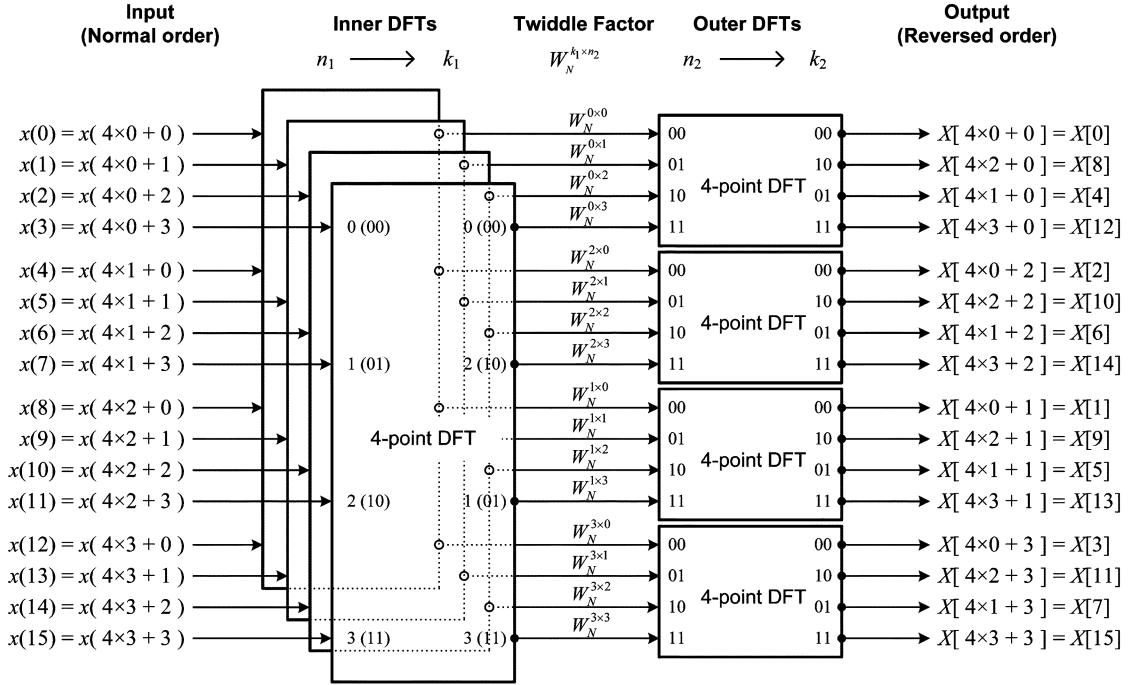 Input Inner DFTs Twiddle Factor Outer DFTs Output
(Normal order) n₁ k₁ W_N^{k₁×n₂} n₂ k₂ (Reversed order)
x(0) = x( 4×0 + 0 ) W_N^{0×0} 00 00 X[ 4×0 + 0 ] = X[0]
x(1) = x( 4×0 + 1 ) W_N^{0×1} 01 10 X[ 4×2 + 0 ] = X[8]
4-point DFT
x(2) = x( 4×0 + 2 ) W_N^{0×2} 10 01 X[ 4×1 + 0 ] = X[4]
x(3) = x( 4×0 + 3 ) 0 (00) 0 (00) W_N^{0×3} 11 11 X[ 4×3 + 0 ] = X[12]
x(4) = x( 4×1 + 0 ) W_N^{2×0} 00 00 X[ 4×0 + 2 ] = X[2]
x(5) = x( 4×1 + 1 ) W_N^{2×1} 01 10 X[ 4×2 + 2 ] = X[10]
4-point DFT
x(6) = x( 4×1 + 2 ) W_N^{2×2} 10 01 X[ 4×1 + 2 ] = X[6]
x(7) = x( 4×1 + 3 ) 1 (01) 2 (10) W_N^{2×3} 11 11 X[ 4×3 + 2 ] = X[14]
x(8) = x( 4×2 + 0 ) W_N^{1×0} 00 00 X[ 4×0 + 1 ] = X[1]
x(9) = x( 4×2 + 1 ) 4-point DFT W_N^{1×1} 01 10 X[ 4×2 + 1 ] = X[9]
4-point DFT
x(10) = x( 4×2 + 2 ) W_N^{1×2} 10 01 X[ 4×1 + 1 ] = X[5]
x(11) = x( 4×2 + 3 ) 2 (10) 1 (01) W_N^{1×3} 11 11 X[ 4×3 + 1 ] = X[13]
x(12) = x( 4×3 + 0 ) W_N^{3×0} 00 00 X[ 4×0 + 3 ] = X[3]
x(13) = x( 4×3 + 1 ) W_N^{3×1} 01 10 X[ 4×2 + 3 ] = X[11]
4-point DFT
x(14) = x( 4×3 + 2 ) W_N^{3×2} 10 01 X[ 4×1 + 3 ] = X[7]
x(15) = x( 4×3 + 3 ) 3 (11) 3 (11) W_N^{3×3} 11 11 X[ 4×3 + 3 ] = X[15]